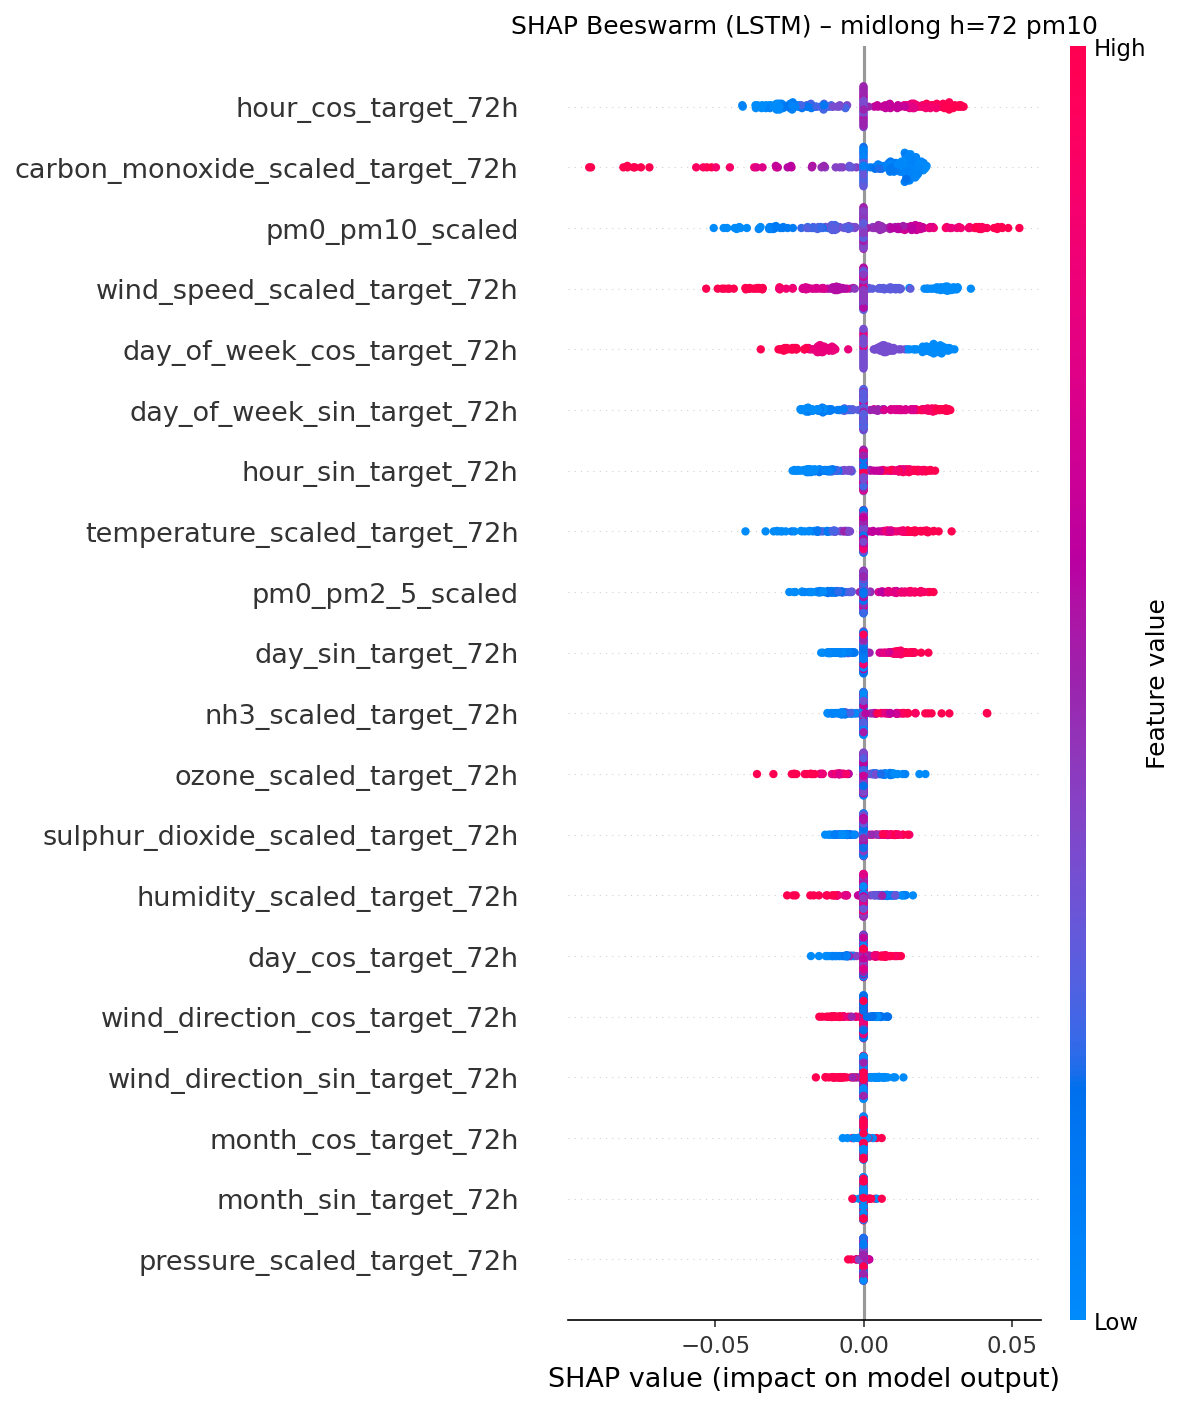 SHAP Beeswarm (LSTM) – midlong h=72 pm10
High
hour_cos_target_72h
carbon_monoxide_scaled_target_72h
pm0_pm10_scaled
wind_speed_scaled_target_72h
day_of_week_cos_target_72h
day_of_week_sin_target_72h
hour_sin_target_72h
temperature_scaled_target_72h
pm0_pm2_5_scaled
day_sin_target_72h
nh3_scaled_target_72h
ozone_scaled_target_72h
sulphur_dioxide_scaled_target_72h
humidity_scaled_target_72h
day_cos_target_72h
wind_direction_cos_target_72h
wind_direction_sin_target_72h
month_cos_target_72h
month_sin_target_72h
pressure_scaled_target_72h
Feature value
Low
−0.05 0.00 0.05
SHAP value (impact on model output)